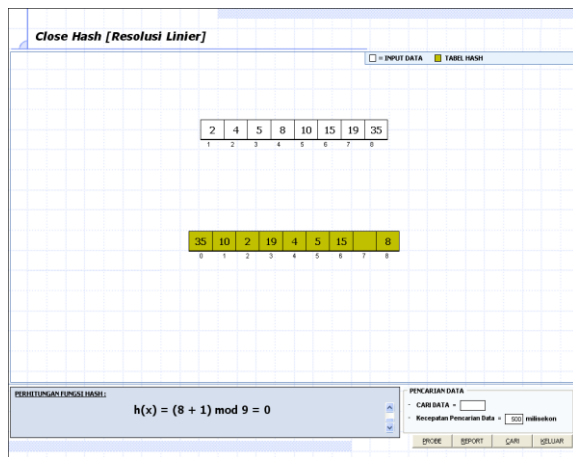 Close Hash [Resolusi Linier]
= INPUT DATA TABEL HASH
2 4 5 8 10 15 19 35
1 2 3 4 5 6 7 8
35 10 2 19 4 5 15 8
0 1 2 3 4 5 6 7 8
PERHITUNGAN FUNGSI HASH :
h(x) = (8 + 1) mod 9 = 0
PENCARIAN DATA
- CARI DATA =
- Kecepatan Pencarian Data = 500 milisekon
PROBE REPORT CARI KELUAR